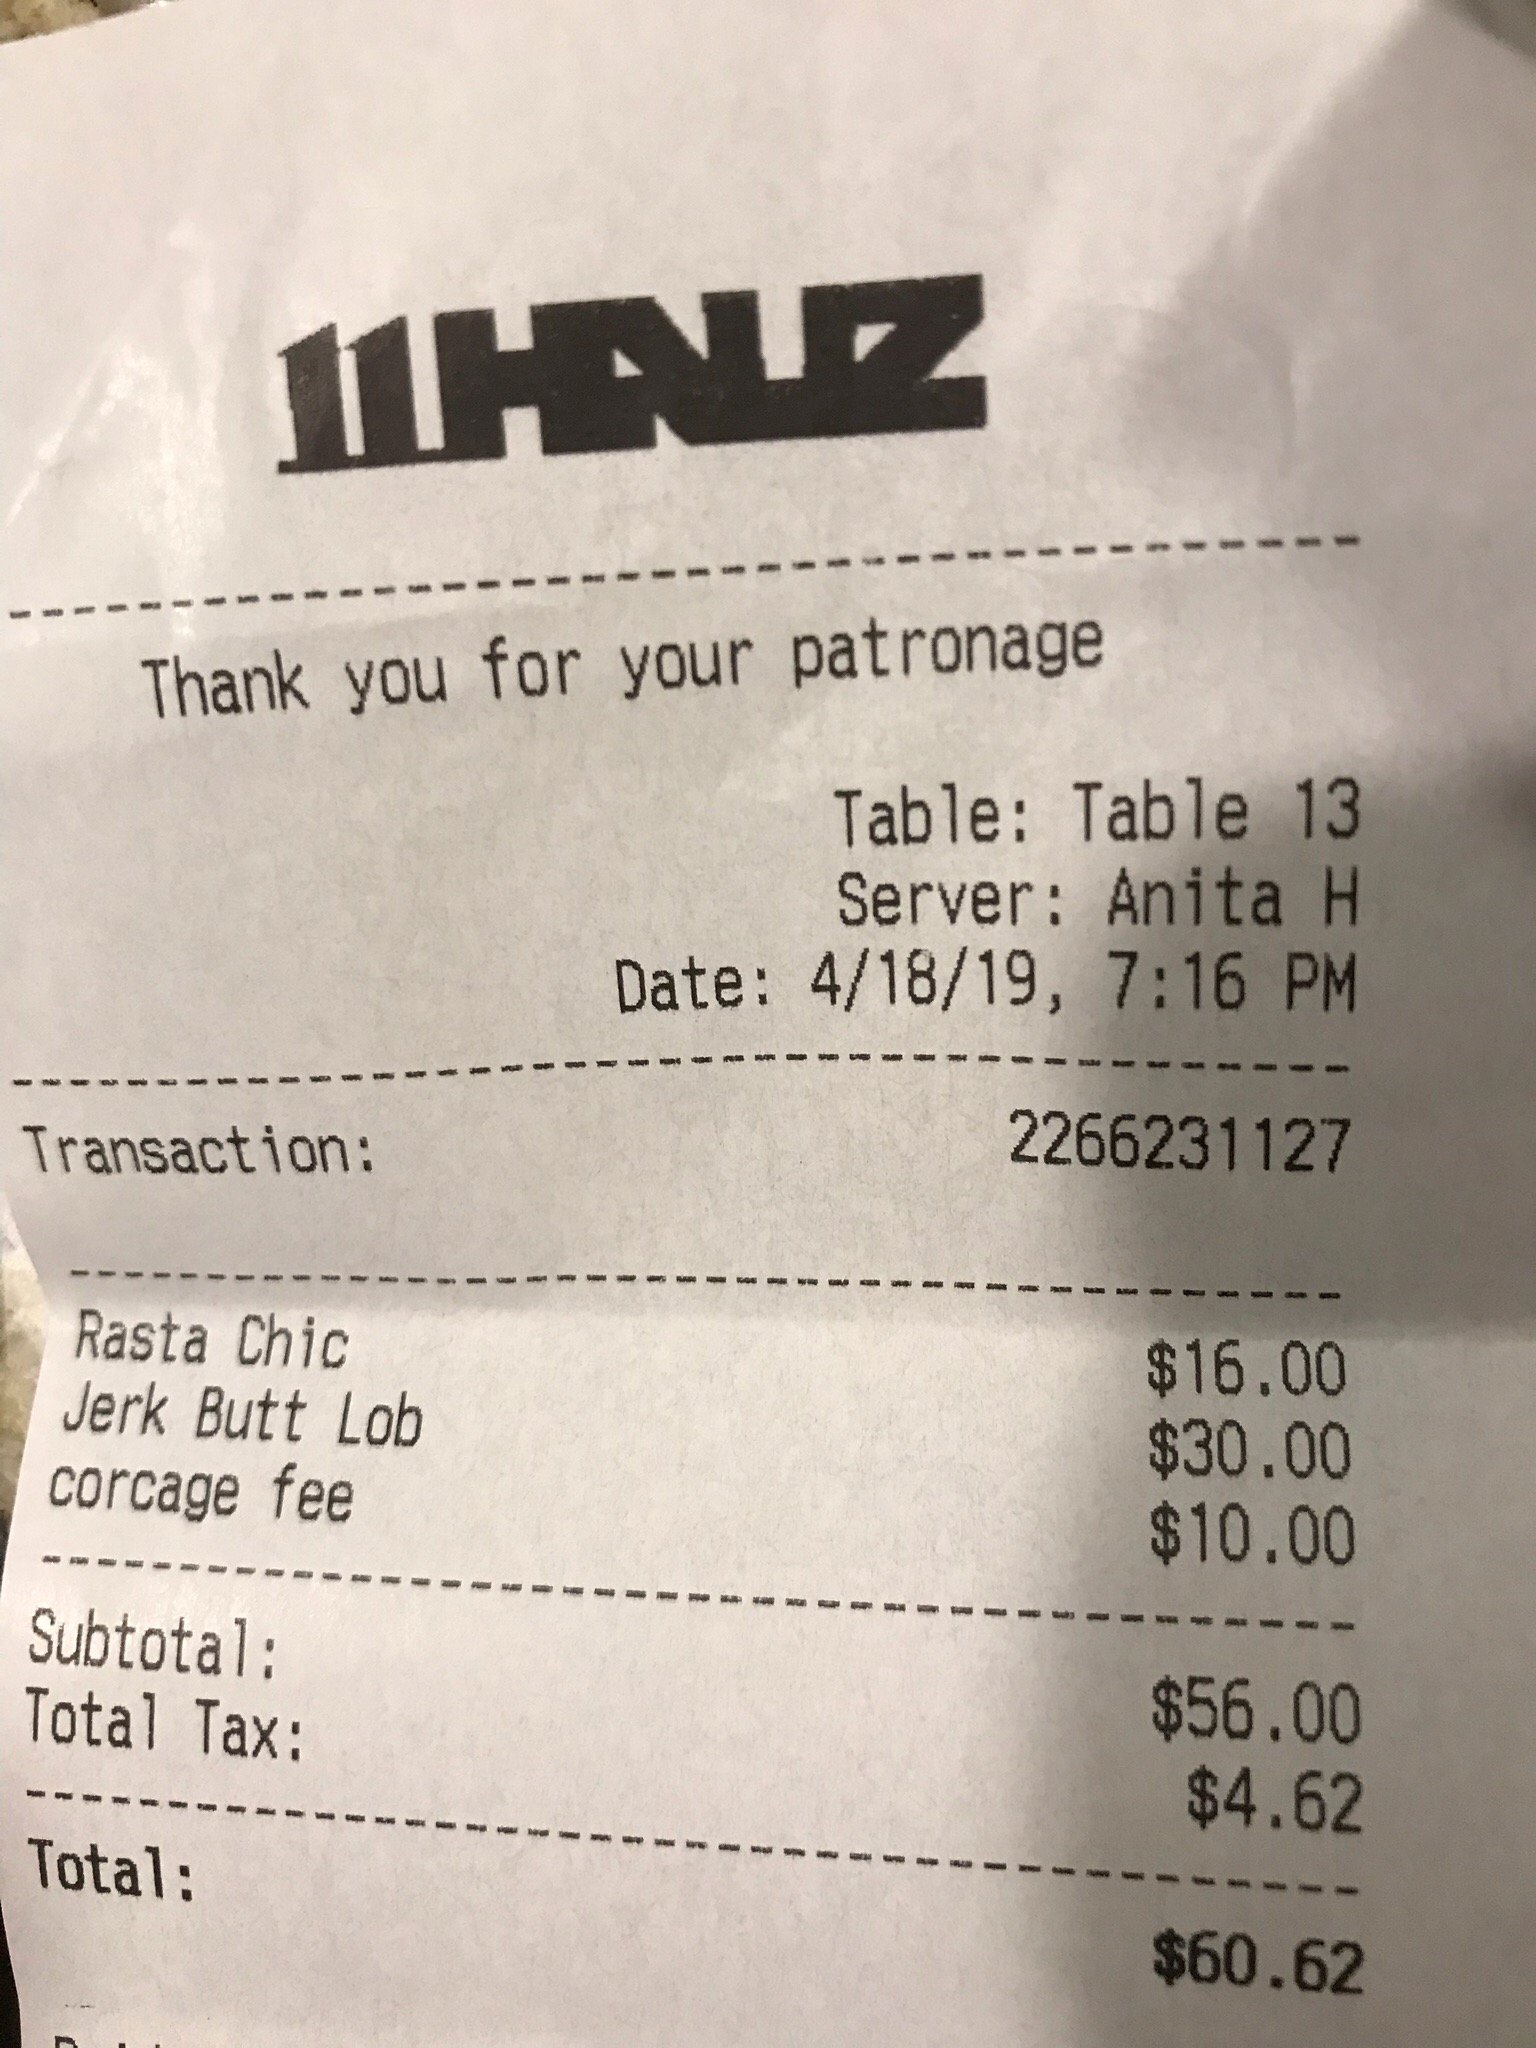 11HAUZ
Thank you for your patronage
Table: Table 13
Server: Anita H
Date: 4/18/19, 7:16 PM
Transaction: 2266231127
Rasta Chic $16.00
Jerk Butt Lob $30.00
corcage fee $10.00
Subtotal: $56.00
Total Tax: $4.62
Total: $60.62